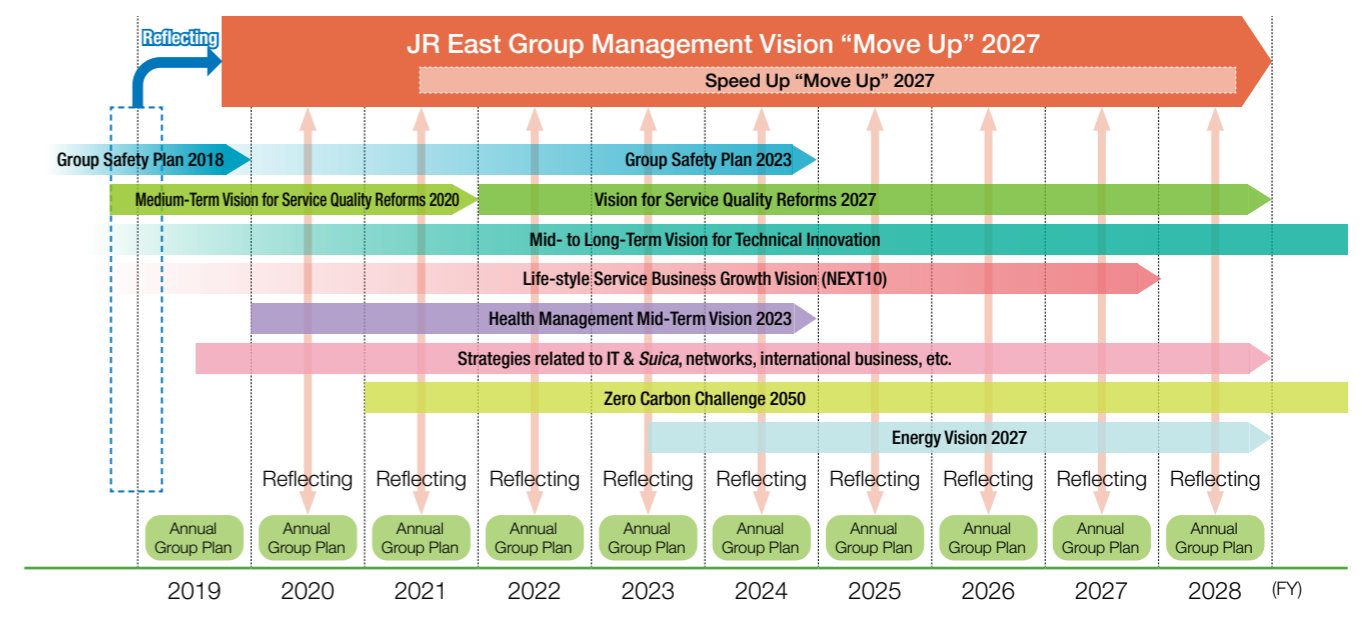 Reflecting
JR East Group Management Vision “Move Up” 2027
Speed Up “Move Up” 2027
Group Safety Plan 2018
Group Safety Plan 2023
Medium-Term Vision for Service Quality Reforms 2020
Vision for Service Quality Reforms 2027
Mid- to Long-Term Vision for Technical Innovation
Life-style Service Business Growth Vision (NEXT10)
Health Management Mid-Term Vision 2023
Strategies related to IT & Suica, networks, international business, etc.
Zero Carbon Challenge 2050
Energy Vision 2027
Reflecting Reflecting Reflecting Reflecting Reflecting Reflecting Reflecting Reflecting Reflecting
Annual Annual Annual Annual Annual Annual Annual Annual Annual Annual
Group Plan Group Plan Group Plan Group Plan Group Plan Group Plan Group Plan Group Plan Group Plan Group Plan
2019 2020 2021 2022 2023 2024 2025 2026 2027 2028 (FY)